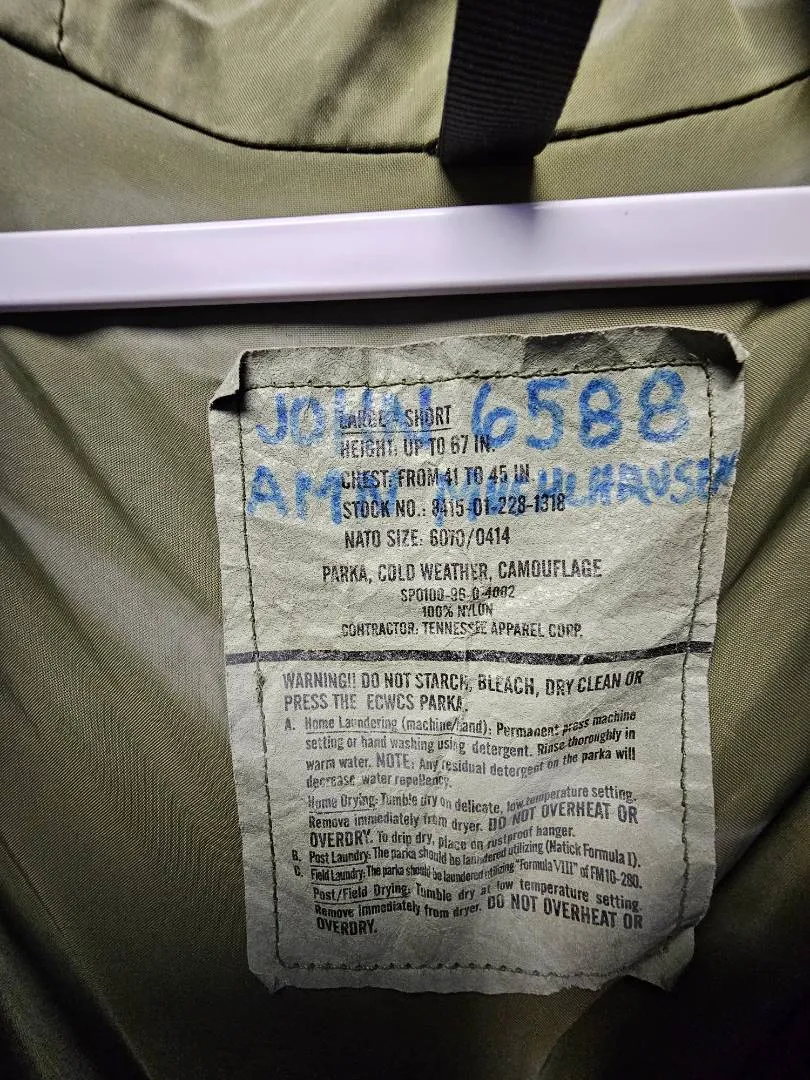 JOHN 6588
LARGE - SHORT
HEIGHT: UP TO 67 IN.
AMN
CHEST: FROM 41 TO 45 IN
STOCK NO.: 8415-01-228-1318
NATO SIZE: 6070/0414
PARKA, COLD WEATHER, CAMOUFLAGE
100% NYLON
CONTRACTOR: TENNESSEE APPAREL CORP.
WARNING!! DO NOT STARCH, BLEACH, DRY CLEAN OR
PRESS THE ECWCS PARKA.
A. Home Laundering (machine/hand): Permanent press machine
setting or hand washing using detergent. Rinse thoroughly in
warm water. NOTE: Any residual detergent on the parka will
decrease water repellency.
Home Drying: Tumble dry on delicate, low temperature setting.
Remove immediately from dryer. DO NOT OVERHEAT OR
OVERDRY. To drip dry, place on rustproof hanger.
B. Post Laundry: The parka should be laundered utilizing (Natick Formula I).
Field Laundry: The parka should be laundered utilizing "Formula VIII" of FM10-280.
Post/Field Drying: Tumble dry at low temperature setting.
Remove immediately from dryer. DO NOT OVERHEAT OR
OVERDRY.